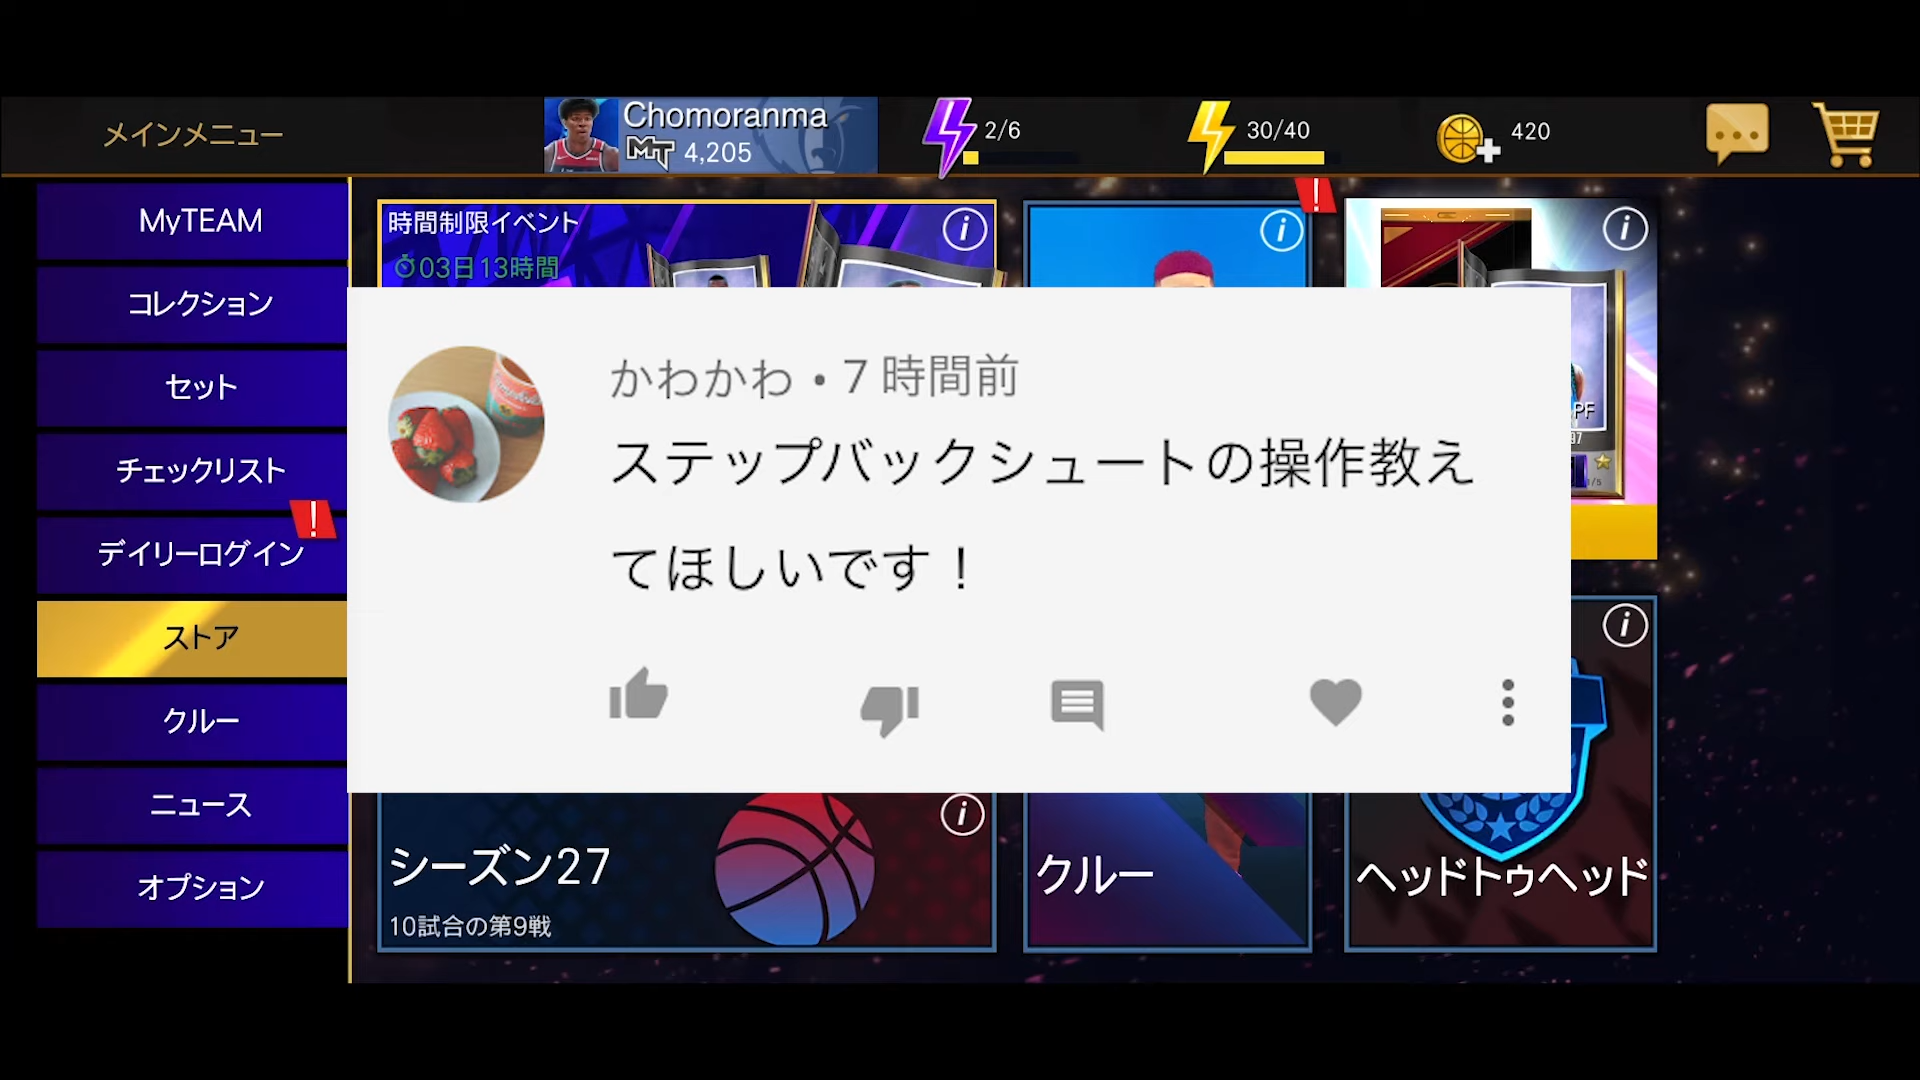 メインメニュー
Chomoranma
MT 4,205
2/6
30/40
420
MyTEAM
コレクション
セット
チェックリスト
デイリーログイン
ストア
クルー
ニュース
オプション
時間制限イベント
03日13時間
かわかわ • 7 時間前
ステップバックシュートの操作教え
てほしいです！
PF
97
1/5
シーズン27
10試合の第9戦
クルー
ヘッドトゥヘッド